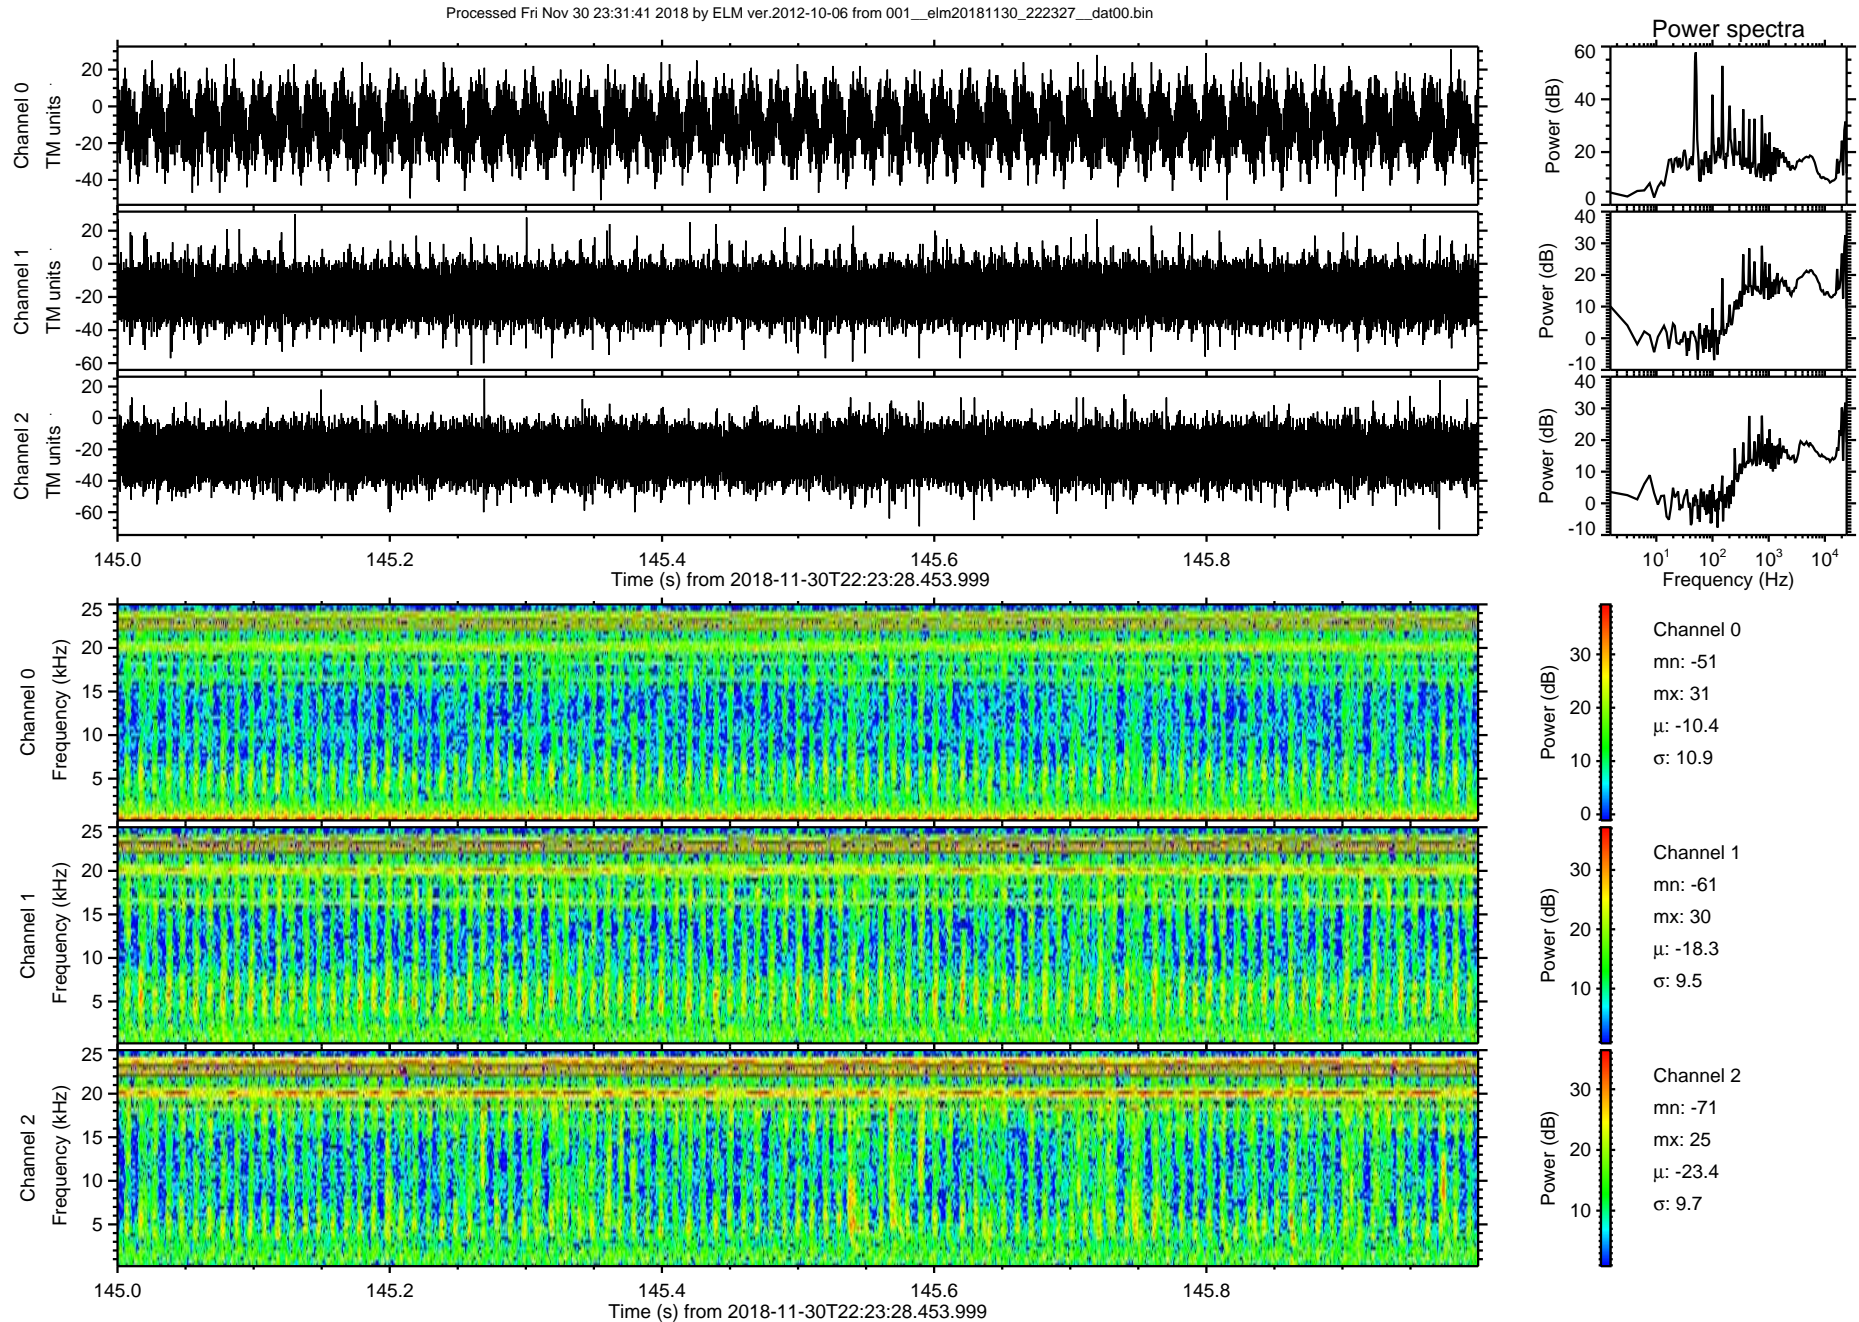 Processed Fri Nov 30 23:31:41 2018 by ELM ver.2012-10-06 from 001__elm20181130_222327__dat00.bin
Power spectra
Channel 0
TM units
20
0
-20
-40
Power (dB)
60
40
20
0
Channel 1
TM units
20
0
-20
-40
-60
Power (dB)
40
30
20
10
0
-10
Channel 2
TM units
20
0
-20
-40
-60
Power (dB)
40
30
20
10
0
-10
145.0 145.2 145.4 145.6 145.8
Time (s) from 2018-11-30T22:23:28.453.999
10^1 10^2 10^3 10^4
Frequency (Hz)
Channel 0
Frequency (kHz)
25
20
15
10
5
Power (dB)
30
20
10
0
Channel 0
mn: -51
mx: 31
µ: -10.4
σ: 10.9
Channel 1
Frequency (kHz)
25
20
15
10
5
Power (dB)
30
20
10
Channel 1
mn: -61
mx: 30
µ: -18.3
σ: 9.5
Channel 2
Frequency (kHz)
25
20
15
10
5
Power (dB)
30
20
10
Channel 2
mn: -71
mx: 25
µ: -23.4
σ: 9.7
145.0 145.2 145.4 145.6 145.8
Time (s) from 2018-11-30T22:23:28.453.999